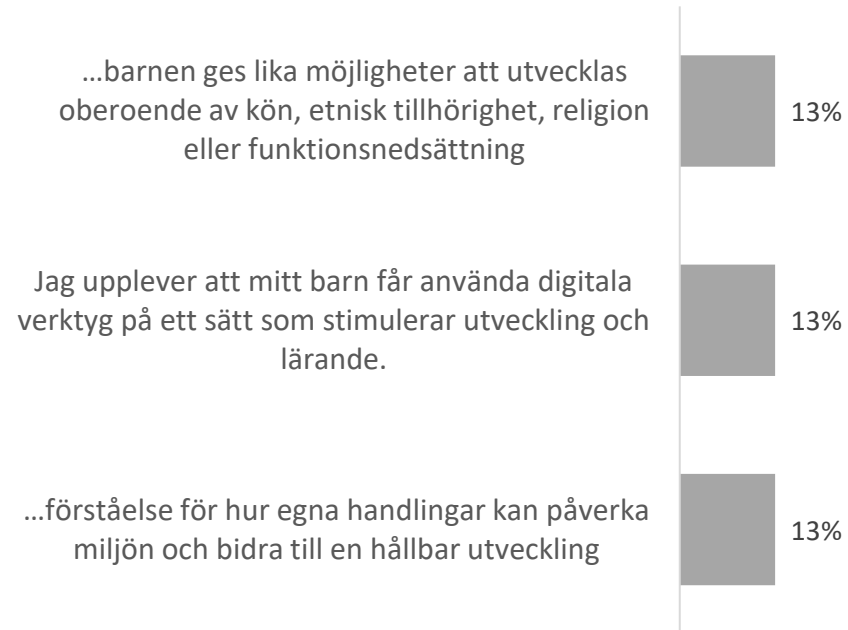 …barnen ges lika möjligheter att utvecklas
oberoende av kön, etnisk tillhörighet, religion
eller funktionsnedsättning
13%
Jag upplever att mitt barn får använda digitala
verktyg på ett sätt som stimulerar utveckling och
lärande.
13%
…förståelse för hur egna handlingar kan påverka
miljön och bidra till en hållbar utveckling
13%